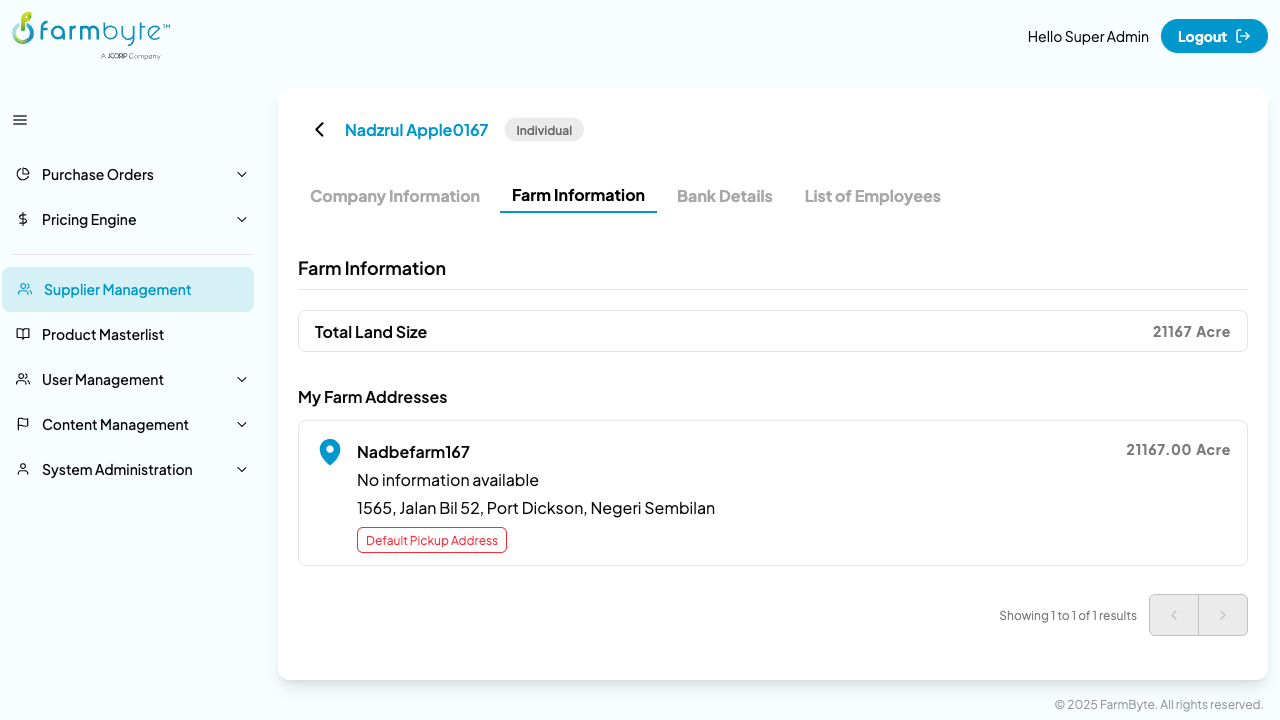 farmbyte™
A JCORP Company
Hello Super Admin
Logout
Nadzrul Apple0167
Individual
Purchase Orders
Pricing Engine
Supplier Management
Product Masterlist
User Management
Content Management
System Administration
Company Information
Farm Information
Bank Details
List of Employees
Farm Information
Total Land Size
21167 Acre
My Farm Addresses
Nadbefarm167
21167.00 Acre
No information available
1565, Jalan Bil 52, Port Dickson, Negeri Sembilan
Default Pickup Address
Showing 1 to 1 of 1 results
© 2025 FarmByte. All rights reserved.